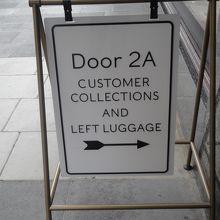 Door 2A
CUSTOMER
COLLECTIONS
AND
LEFT LUGGAGE